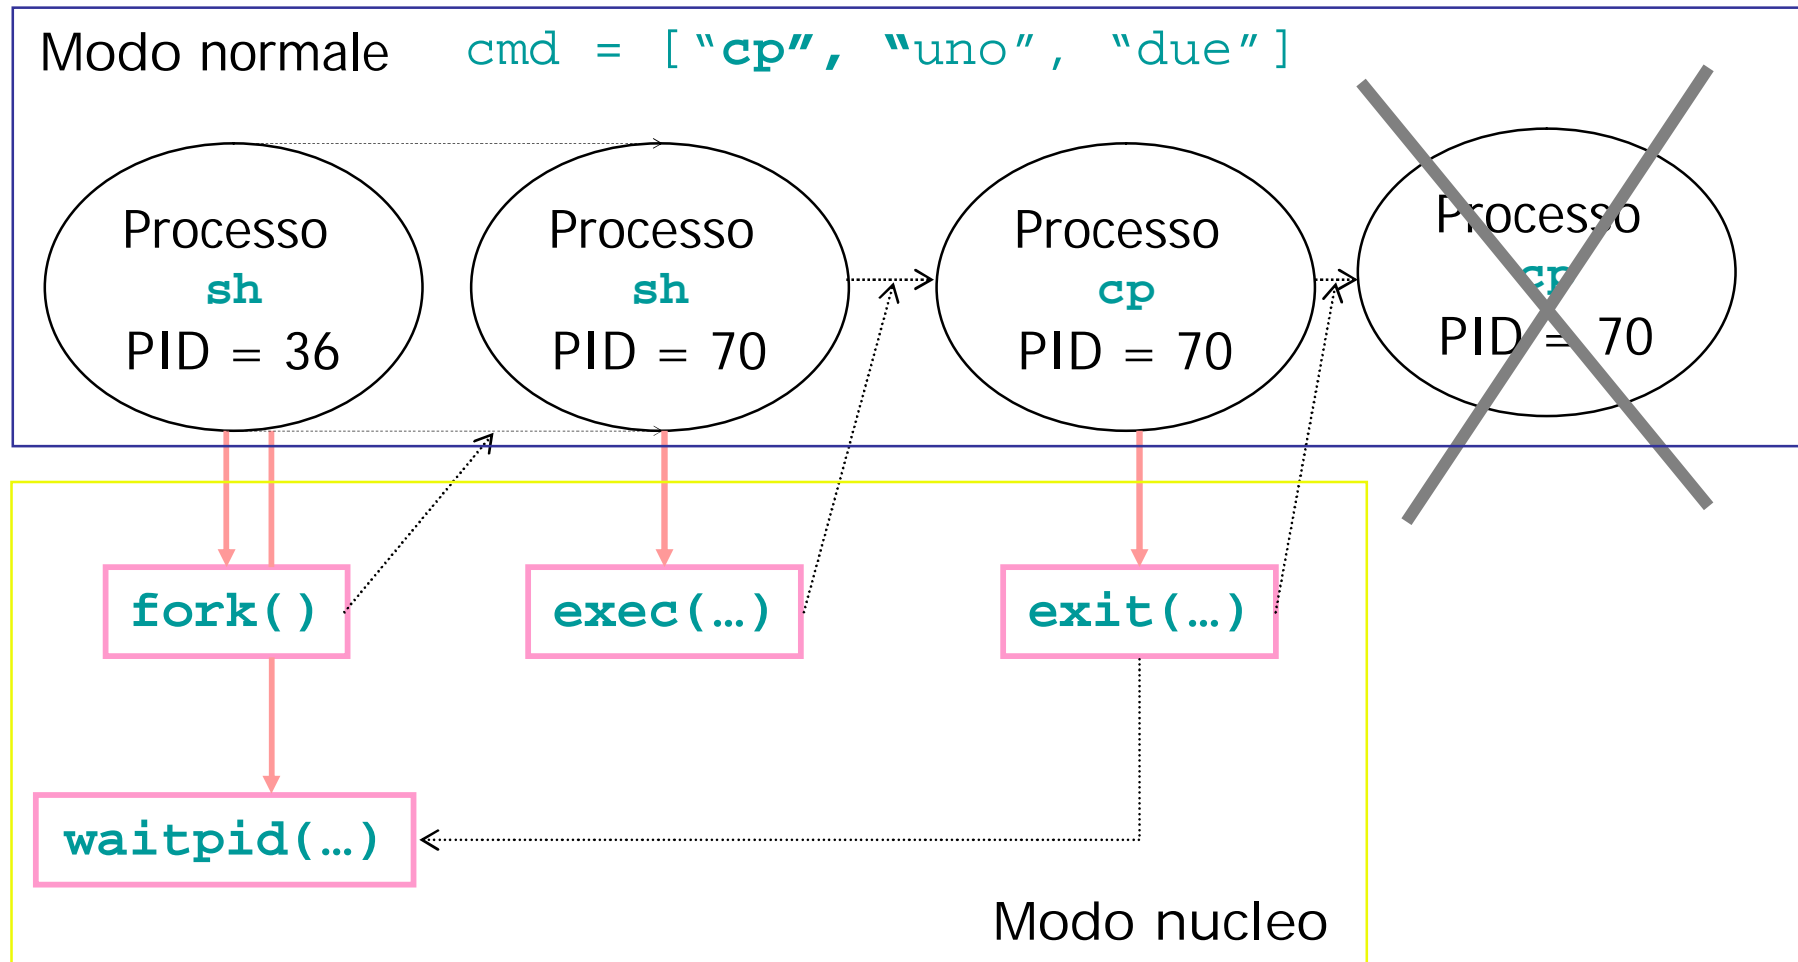 Modo normale cmd = [“cp”, “uno”, “due”]
Processo
sh
PID = 36
Processo
sh
PID = 70
Processo
cp
PID = 70
Processo
cp
PID = 70
fork()
exec(…)
exit(…)
waitpid(…)
Modo nucleo